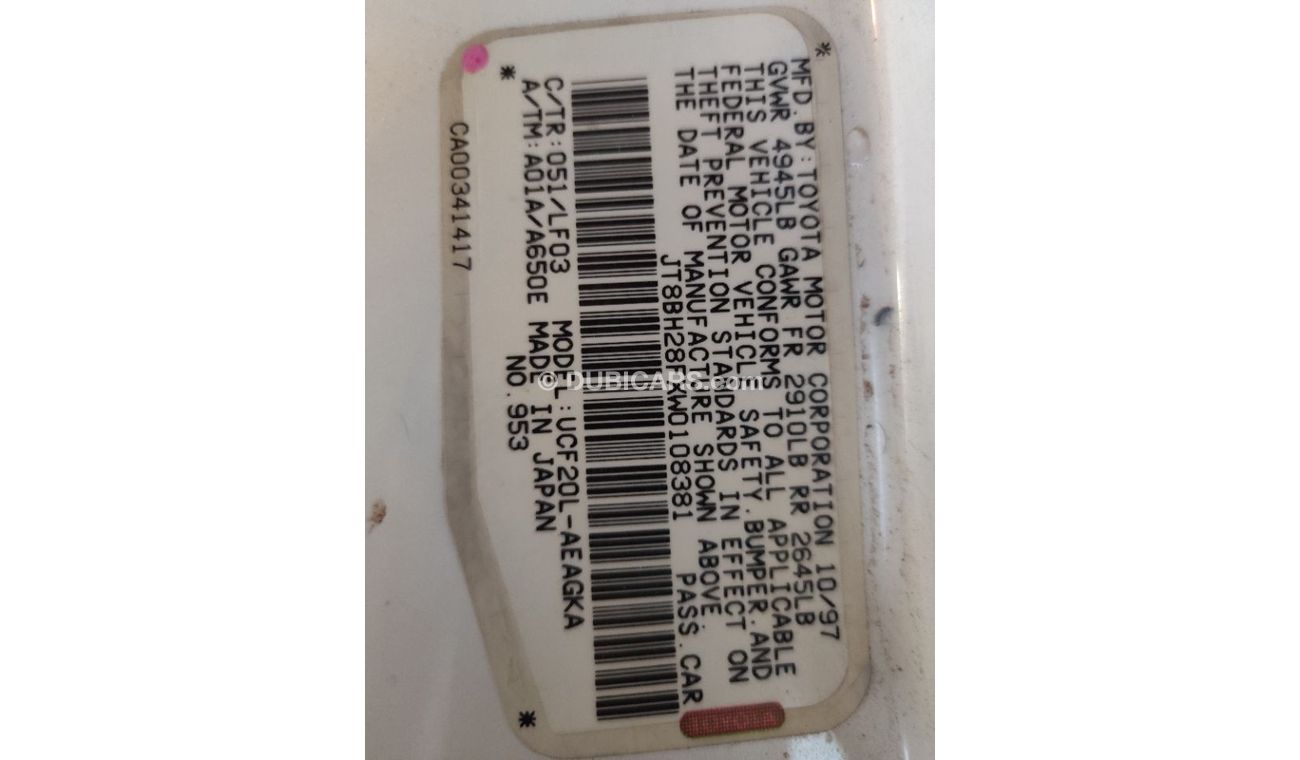 MFD.BY:TOYOTA MOTOR CORPORATION 10/97
GVWR 4945LB GAWR FR 2910LB RR 2645LB
THIS VEHICLE CONFORMS TO ALL APPLICABLE
FEDERAL MOTOR VEHICLE SAFETY.BUMPER.AND
THEFT PREVENTION STANDARDS IN EFFECT ON
THE DATE OF MANUFACTURE SHOWN ABOVE.
PASS.CAR
© DUBICARS.com
C/TR:051/LF03 MODEL:UCF20L-AEAGKA
A/TM:A01A/A650E MADE IN JAPAN
NO.953
CA00341417